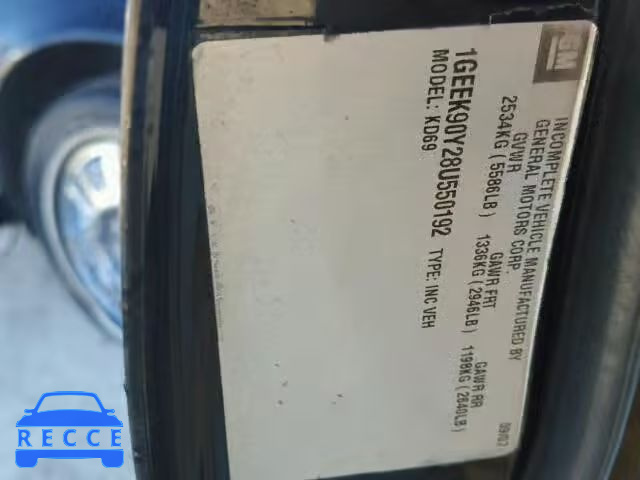 GM
INCOMPLETE VEHICLE MANUFACTURED BY
GENERAL MOTORS CORP.
GVWR
2534KG (5586LB)
GAWR FRT
1336KG (2946LB)
GAWR RR
1198KG (2640LB)
09/07
1GEEK90Y28U550192
TYPE: INC VEH
MODEL: KD69
RECCE